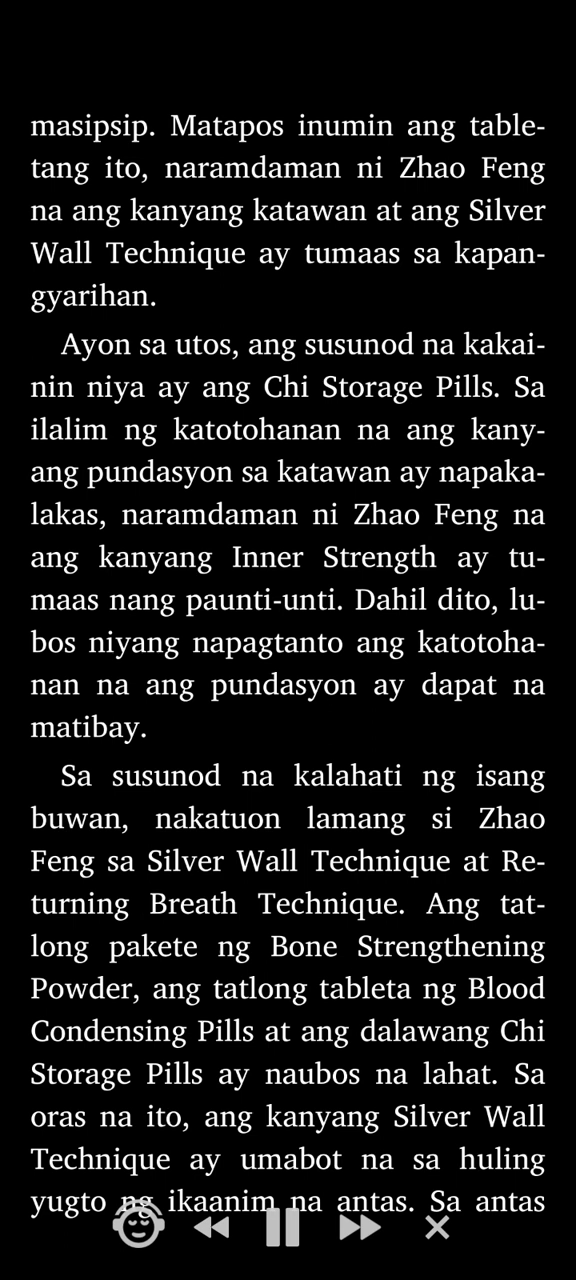 masipsip. Matapos inumin ang table-
tang ito, naramdaman ni Zhao Feng
na ang kanyang katawan at ang Silver
Wall Technique ay tumaas sa kapan-
gyarihan.
Ayon sa utos, ang susunod na kakai-
nin niya ay ang Chi Storage Pills. Sa
ilalim ng katotohanan na ang kany-
ang pundasyon sa katawan ay napaka-
lakas, naramdaman ni Zhao Feng na
ang kanyang Inner Strength ay tu-
maas nang paunti-unti. Dahil dito, lu-
bos niyang napagtanto ang katotoha-
nan na ang pundasyon ay dapat na
matibay.
Sa susunod na kalahati ng isang
buwan, nakatuon lamang si Zhao
Feng sa Silver Wall Technique at Re-
turning Breath Technique. Ang tat-
long pakete ng Bone Strengthening
Powder, ang tatlong tableta ng Blood
Condensing Pills at ang dalawang Chi
Storage Pills ay naubos na lahat. Sa
oras na ito, ang kanyang Silver Wall
Technique ay umabot na sa huling
yugto ng ikaanim na antas. Sa antas